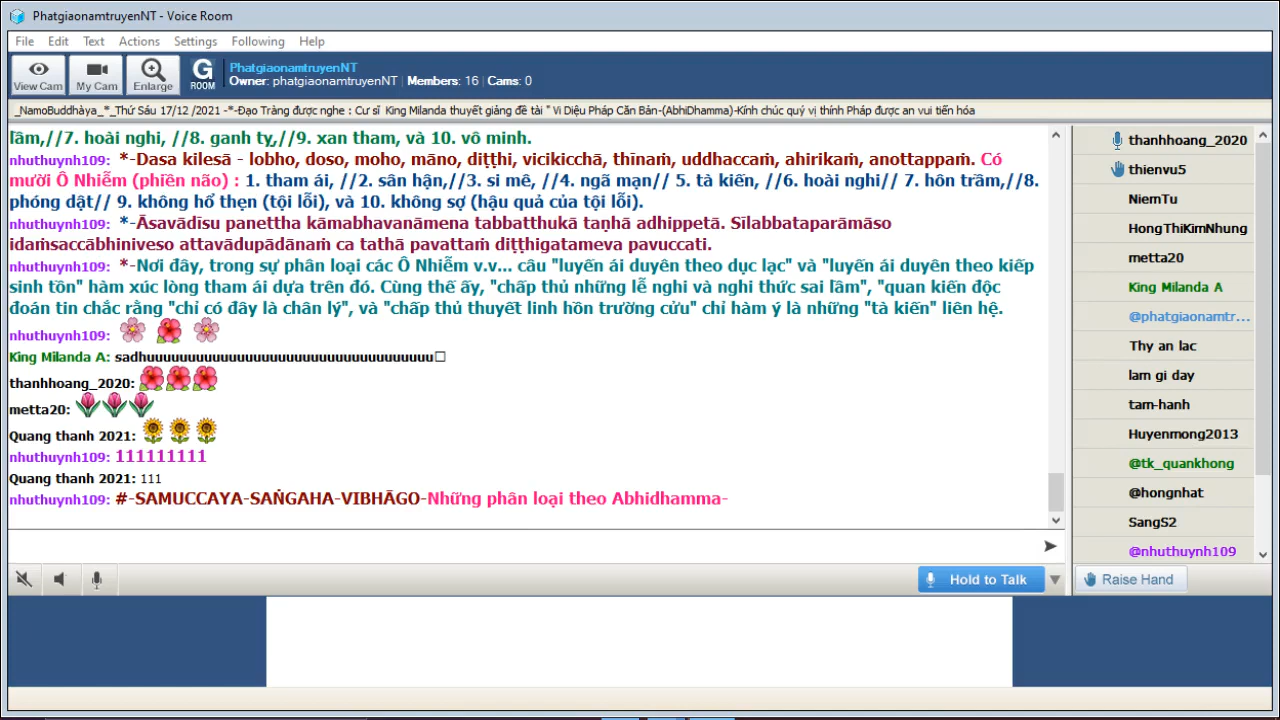 PhatgiaonamtruyenNT - Voice Room
File Edit Text Actions Settings Following Help
View Cam My Cam Enlarge G ROOM
PhatgiaonamtruyenNT
Owner: phatgiaonamtruyenNT | Members: 16 | Cams: 0
_NamoBuddhàya_*_Thứ Sáu 17/12 /2021 -*-Đạo Tràng được nghe : Cư sĩ King Milanda thuyết giảng đề tài " Vi Diệu Pháp Căn Bản-(AbhiDhamma)-Kính chúc quý vị thính Pháp được an vui tiến hóa
lầm,//7. hoài nghi, //8. ganh tỵ,//9. xan tham, và 10. vô minh.
nhuthuynh109: *-Dasa kilesā - lobho, doso, moho, māno, diṭṭhi, vicikicchā, thīnaṁ, uddhaccaṁ, ahirikaṁ, anottappaṁ. Có
mười Ô Nhiễm (phiền não) : 1. tham ái, //2. sân hận,//3. si mê, //4. ngã mạn// 5. tà kiến, //6. hoài nghi// 7. hôn trầm,//8.
phóng dật// 9. không hổ thẹn (tội lỗi), và 10. không sợ (hậu quả của tội lỗi).
nhuthuynh109: *-Āsavādīsu panettha kāmabhavanāmena tabbatthukā taṇhā adhippetā. Sīlabbataparāmāso
idaṁsaccābhiniveso attavādupādānaṁ ca tathā pavattaṁ diṭṭhigatameva pavuccati.
nhuthuynh109: *-Nơi đây, trong sự phân loại các Ô Nhiễm v.v... câu "luyến ái duyên theo dục lạc" và "luyến ái duyên theo kiếp
sinh tồn" hàm xúc lòng tham ái dựa trên đó. Cùng thế ấy, "chấp thủ những lễ nghi và nghi thức sai lầm", "quan kiến độc
đoán tin chắc rằng "chỉ có đây là chân lý", và "chấp thủ thuyết linh hồn trường cửu" chỉ hàm ý là những "tà kiến" liên hệ.
nhuthuynh109:
King Milanda A: sadhuuuuuuuuuuuuuuuuuuuuuuuuuuuuuuuuuuu
thanhhoang_2020:
metta20:
Quang thanh 2021:
nhuthuynh109: 111111111
Quang thanh 2021: 111
nhuthuynh109: #-SAMUCCAYA-SAṄGAHA-VIBHĀGO-Những phân loại theo Abhidhamma-
Hold to Talk
thanhhoang_2020
thienvu5
NiemTu
HongThiKimNhung
metta20
King Milanda A
@phatgiaonamtr...
Thy an lac
lam gi day
tam-hanh
Huyenmong2013
@tk_quankhong
@hongnhat
SangS2
@nhuthuynh109
Raise Hand